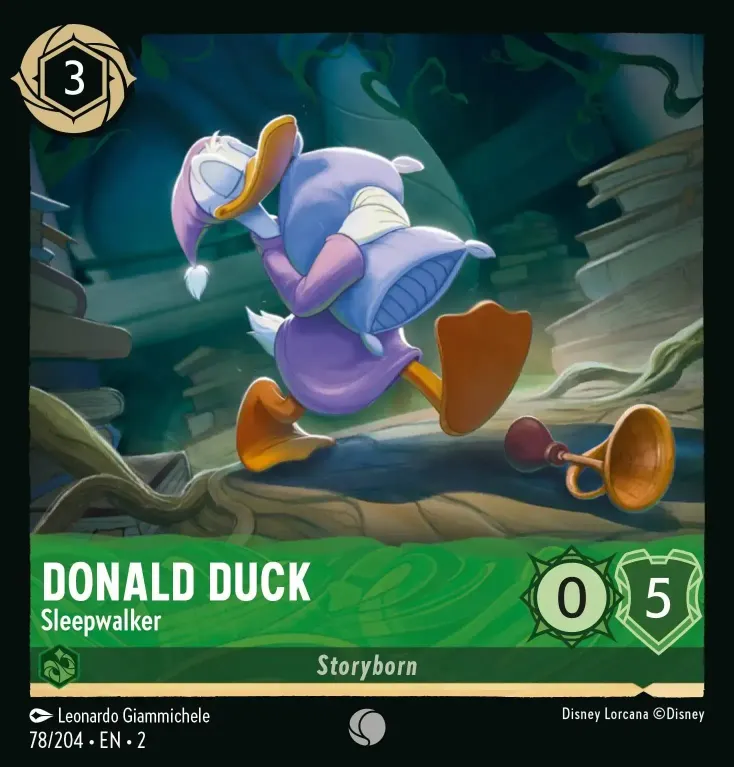 3
DONALD DUCK
0
5
Sleepwalker
Storyborn
Leonardo Giammichele
Disney Lorcana ©Disney
78/204 • EN • 2